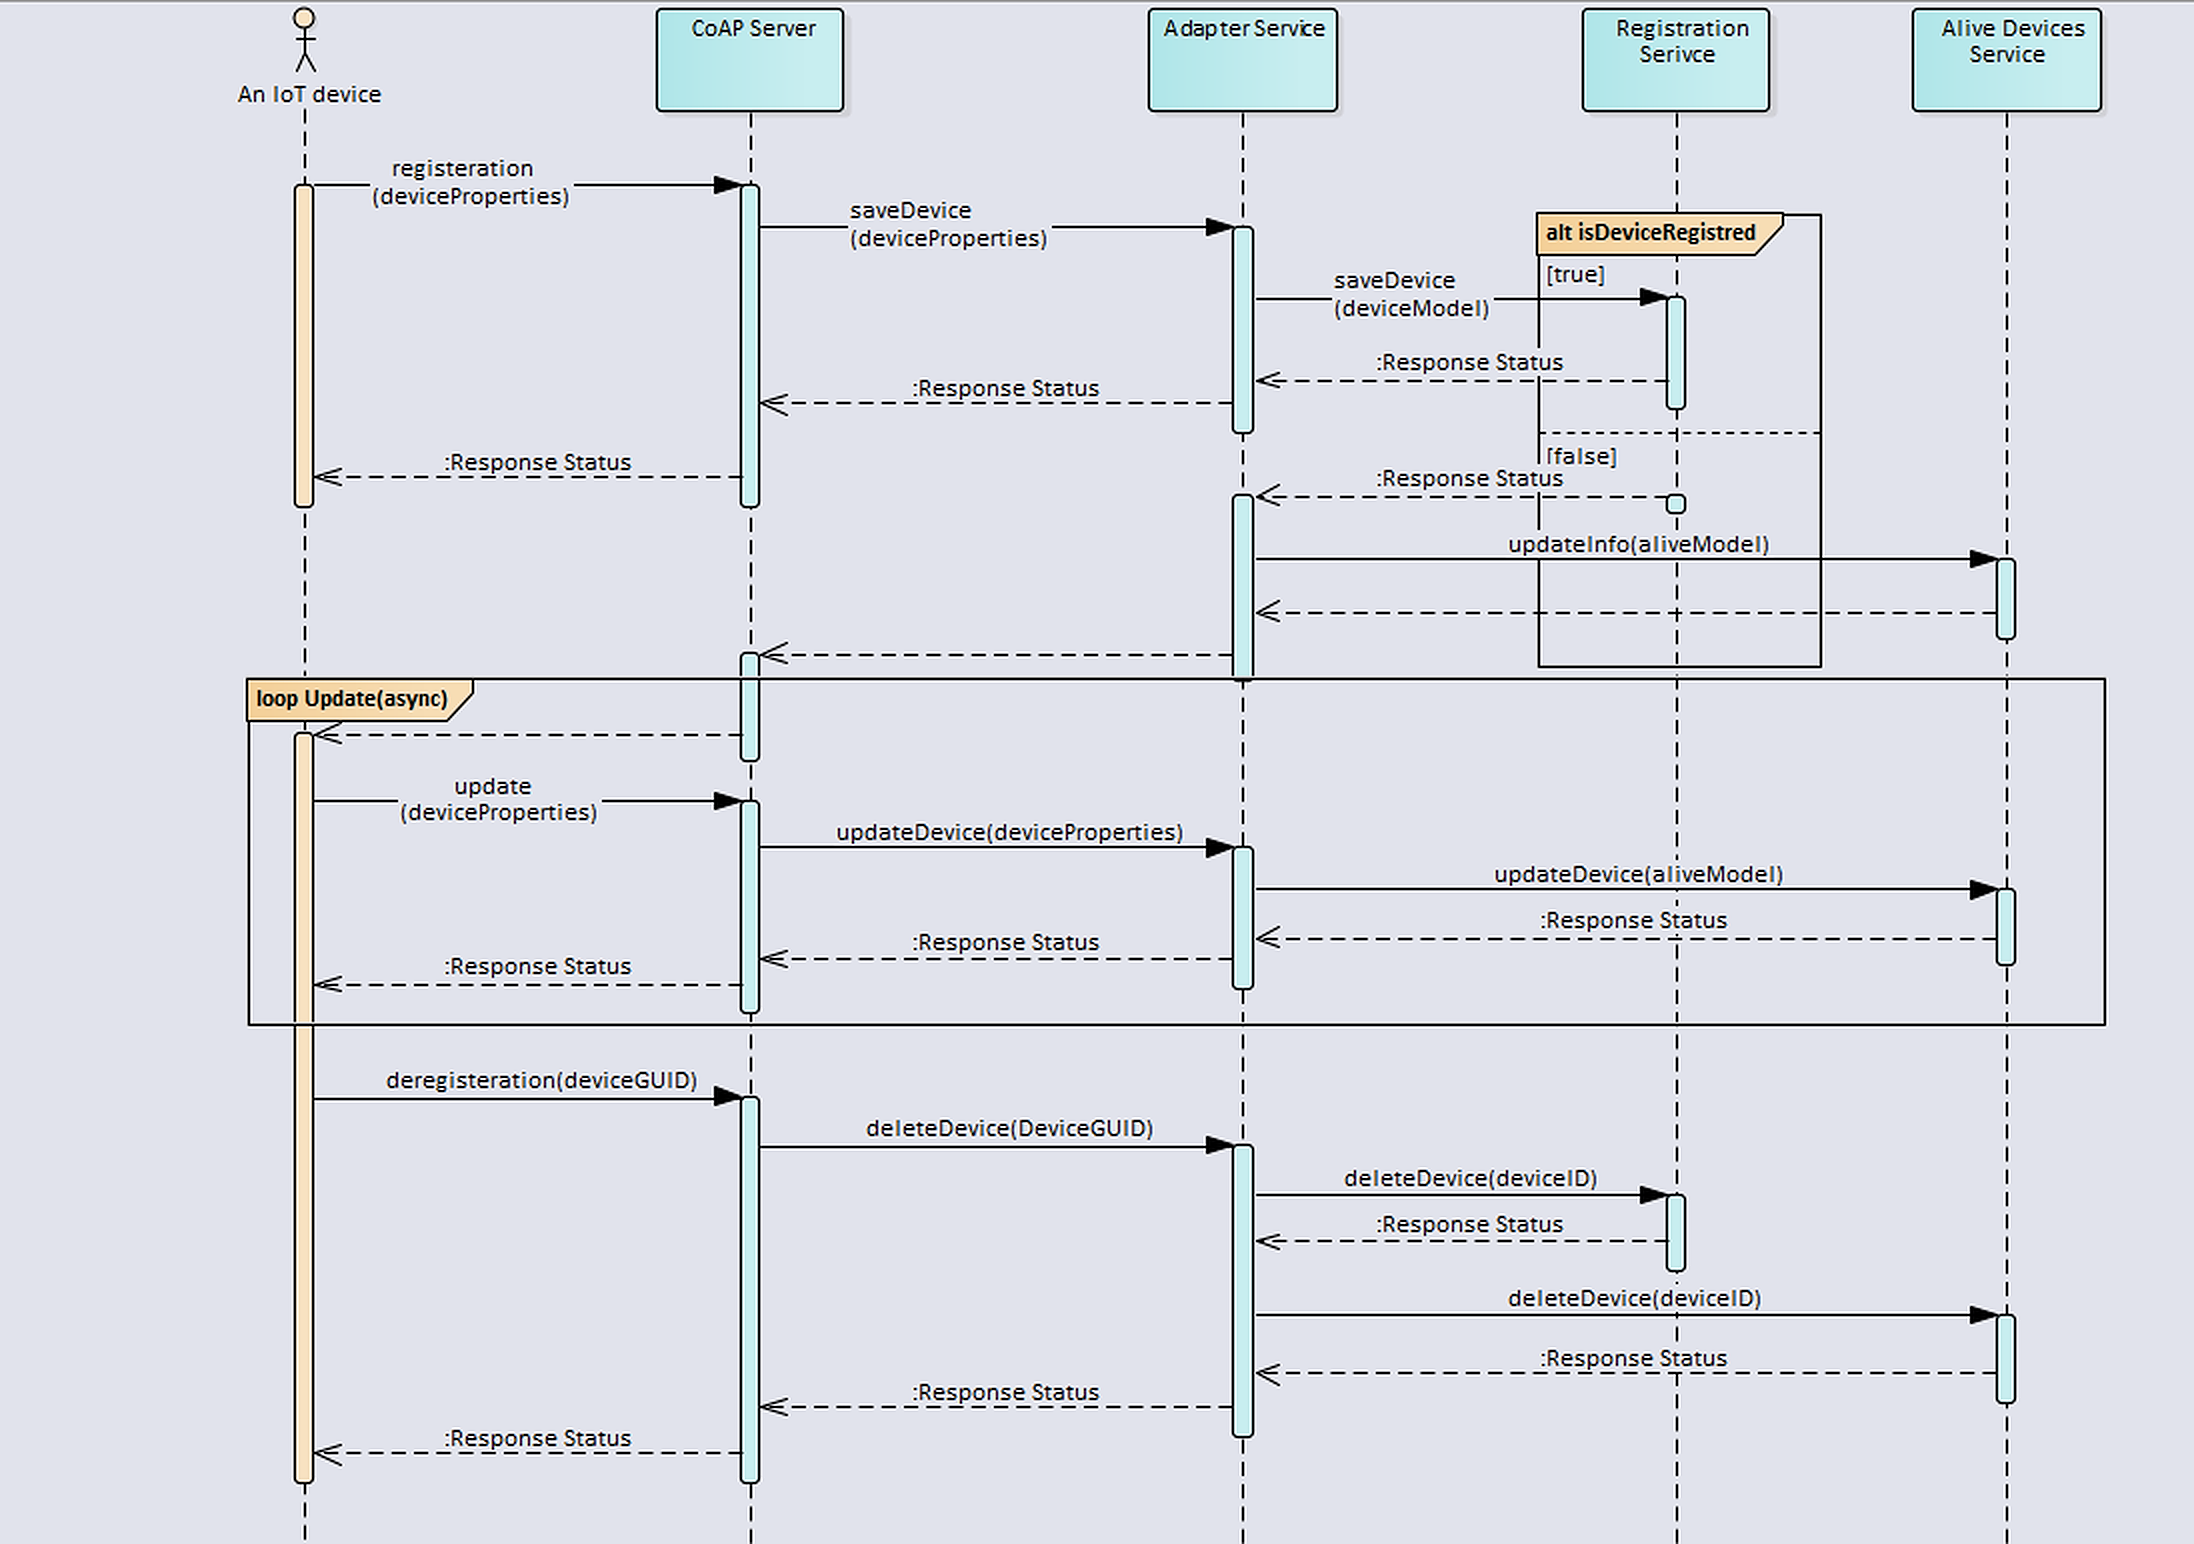 An IoT device
CoAP Server
Adapter Service
Registration
Serivce
Alive Devices
Service
registeration
(deviceProperties)
saveDevice
(deviceProperties)
alt isDeviceRegistred
[true]
saveDevice
(deviceModel)
:Response Status
:Response Status
:Response Status
[false]
:Response Status
updateInfo(aliveModel)
loop Update(async)
update
(deviceProperties)
updateDevice(deviceProperties)
updateDevice(aliveModel)
:Response Status
:Response Status
:Response Status
deregisteration(deviceGUID)
deleteDevice(DeviceGUID)
deleteDevice(deviceID)
:Response Status
deleteDevice(deviceID)
:Response Status
:Response Status
:Response Status